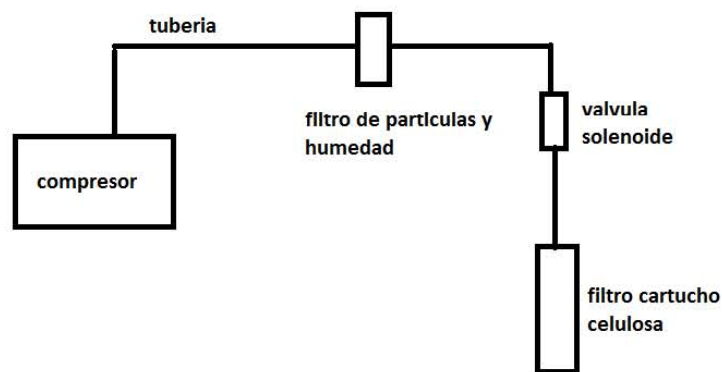 tuberia
filtro de particulas y
humedad
valvula
solenoide
compresor
filtro cartucho
celulosa